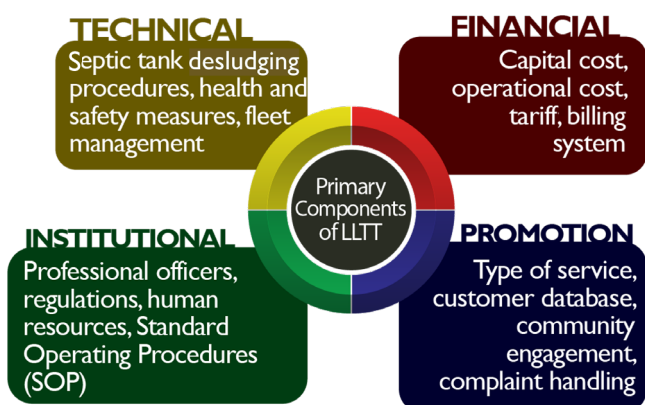 TECHNICAL
Septic tank desludging
procedures, health and
safety measures, fleet
management
FINANCIAL
Capital cost,
operational cost,
tariff, billing
system
Primary
Components
of LLTT
INSTITUTIONAL
Professional officers,
regulations, human
resources, Standard
Operating Procedures
(SOP)
PROMOTION
Type of service,
customer database,
community
engagement,
complaint handling